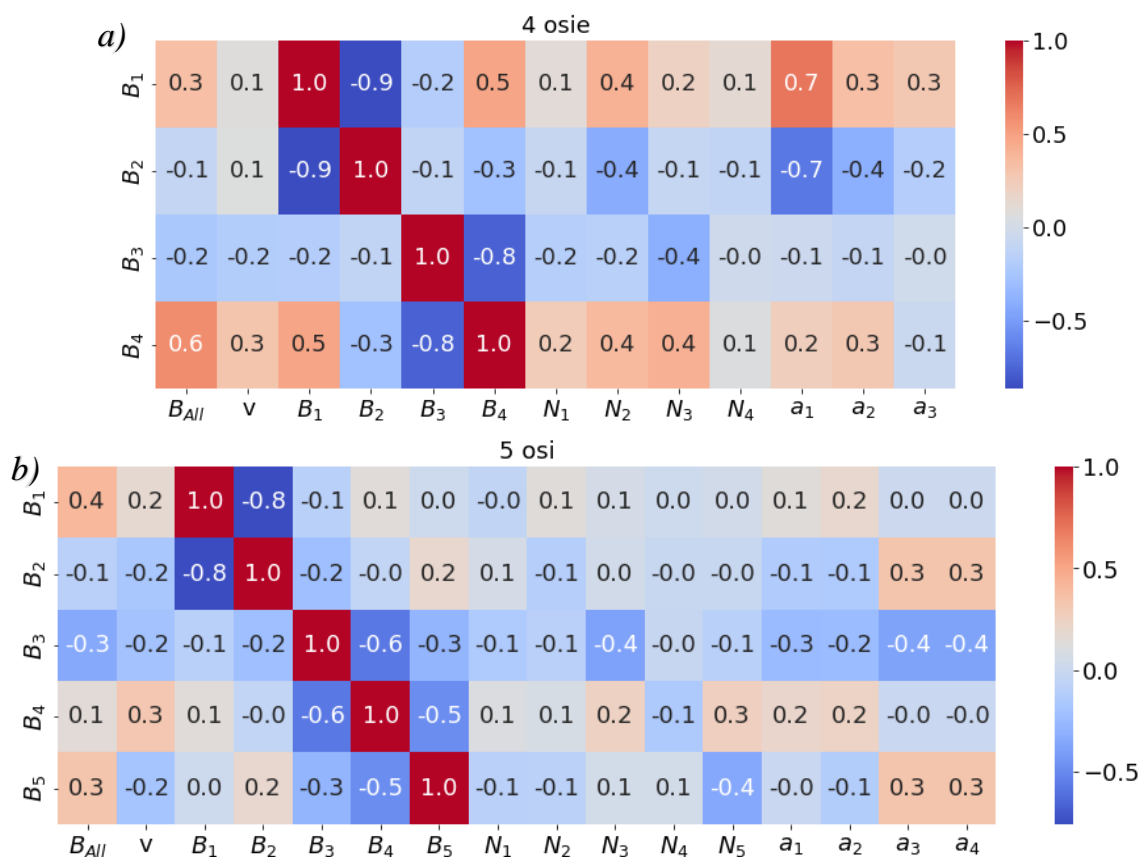 a)
4 osie
B₁ 0.3 0.1 1.0 -0.9 -0.2 0.5 0.1 0.4 0.2 0.1 0.7 0.3 0.3
B₂ -0.1 0.1 -0.9 1.0 -0.1 -0.3 -0.1 -0.4 -0.1 -0.1 -0.7 -0.4 -0.2
B₃ -0.2 -0.2 -0.2 -0.1 1.0 -0.8 -0.2 -0.2 -0.4 -0.0 -0.1 -0.1 -0.0
B₄ 0.6 0.3 0.5 -0.3 -0.8 1.0 0.2 0.4 0.4 0.1 0.2 0.3 -0.1
B_All v B₁ B₂ B₃ B₄ N₁ N₂ N₃ N₄ a₁ a₂ a₃
1.0
0.5
0.0
−0.5
b)
5 osi
B₁ 0.4 0.2 1.0 -0.8 -0.1 0.1 0.0 -0.0 0.1 0.1 0.0 0.0 0.1 0.2 0.0 0.0
B₂ -0.1 -0.2 -0.8 1.0 -0.2 -0.0 0.2 0.1 -0.1 0.0 -0.0 -0.0 -0.1 -0.1 0.3 0.3
B₃ -0.3 -0.2 -0.1 -0.2 1.0 -0.6 -0.3 -0.1 -0.1 -0.4 -0.0 -0.1 -0.3 -0.2 -0.4 -0.4
B₄ 0.1 0.3 0.1 -0.0 -0.6 1.0 -0.5 0.1 0.1 0.2 -0.1 0.3 0.2 0.2 -0.0 -0.0
B₅ 0.3 -0.2 0.0 0.2 -0.3 -0.5 1.0 -0.1 -0.1 0.1 0.1 -0.4 -0.0 -0.1 0.3 0.3
B_All v B₁ B₂ B₃ B₄ B₅ N₁ N₂ N₃ N₄ N₅ a₁ a₂ a₃ a₄
1.0
0.5
0.0
−0.5